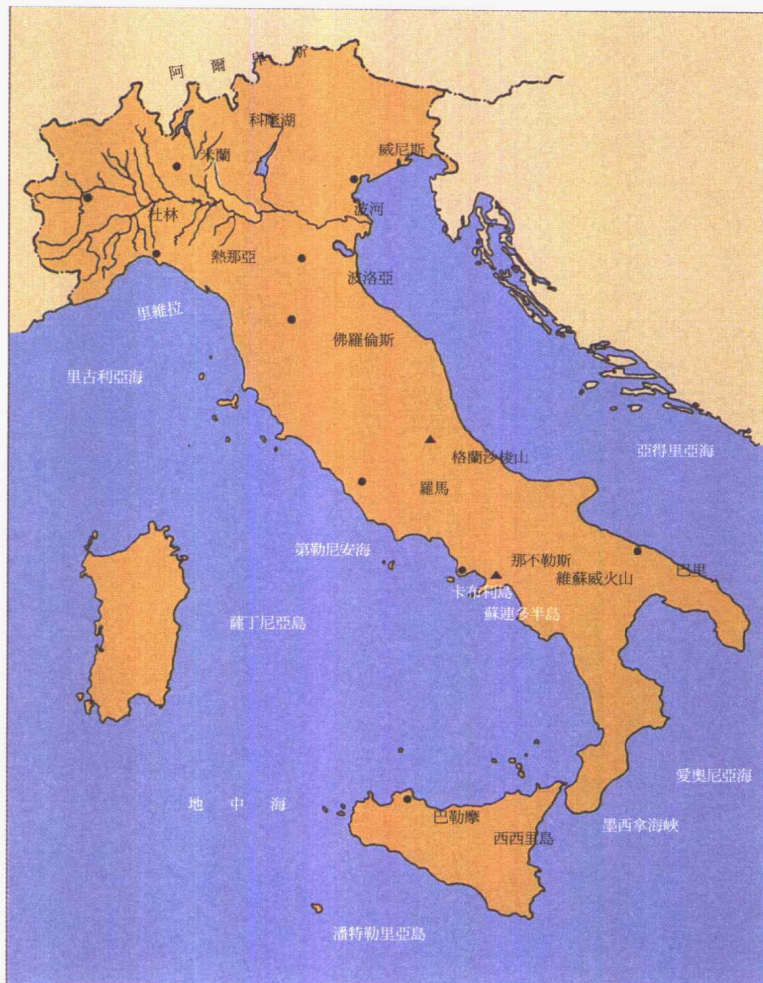 阿爾卑斯
科摩湖
米蘭
威尼斯
杜林
波河
熱那亞
波洛亞
里維拉
佛羅倫斯
里古利亞海
亞得里亞海
格蘭沙梭山
羅馬
第勒尼安海
那不勒斯
維蘇威火山
巴里
卡布利島
蘇連多半島
薩丁尼亞島
愛奧尼亞海
地中海
巴勒摩
墨西拿海峽
西西里島
潘特勒里亞島